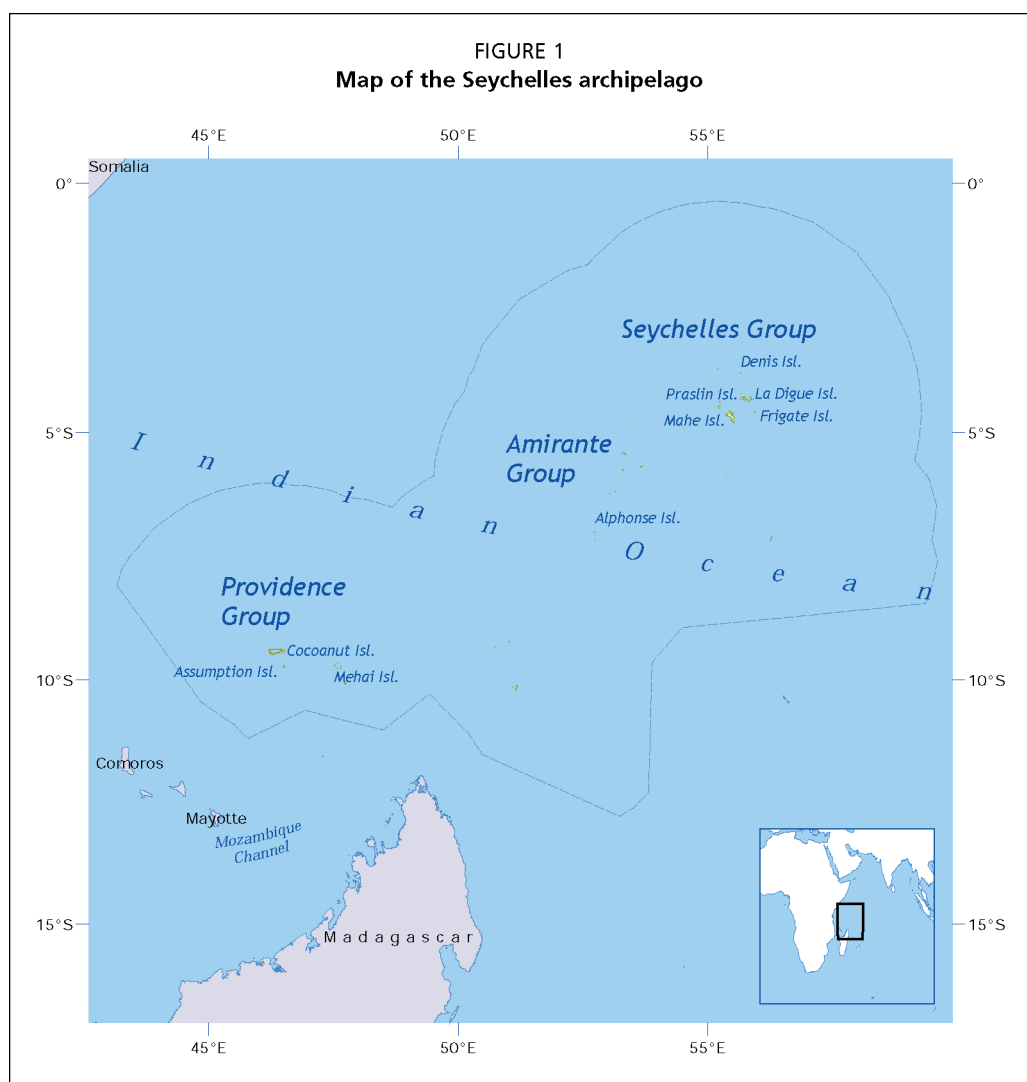 FIGURE 1
Map of the Seychelles archipelago
45°E
50°E
55°E
Somalia
0°
0°
Seychelles Group
Denis Isl.
Praslin Isl.
La Digue Isl.
Mahe Isl.
Frigate Isl.
5°S
5°S
Amirante
Group
Indian Ocean
Alphonse Isl.
Providence
Group
Cocoanut Isl.
Assumption Isl.
Mehai Isl.
10°S
10°S
Comoros
Mayotte
Mozambique
Channel
15°S
15°S
Madagascar
45°E
50°E
55°E